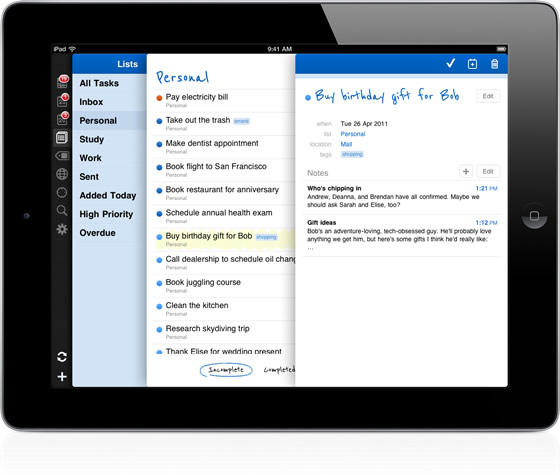 iPad
9:41 AM
Lists
All Tasks
Inbox
Personal
Study
Work
Sent
Added Today
High Priority
Overdue
Personal
Pay electricity bill
Personal
Take out the trash errand
Personal
Make dentist appointment
Personal
Book flight to San Francisco
Personal
Book restaurant for anniversary
Personal
Schedule annual health exam
Personal
Buy birthday gift for Bob shopping
Personal
Call dealership to schedule oil chang
Personal
Book juggling course
Personal
Clean the kitchen
Personal
Research skydiving trip
Personal
Thank Elise for wedding present
Incomplete Completed
Buy birthday gift for Bob
Edit
when Tue 26 Apr 2011
list Personal
location Mall
tags shopping
Notes + Edit
Who's chipping in 1:21 PM
Andrew, Deanna, and Brendan have all confirmed. Maybe we
should ask Sarah and Elise, too?
Gift ideas 1:12 PM
Bob's an adventure-loving, tech-obsessed guy. He'll probably love
anything we get him, but here's some gifts I think he'd really like:
...